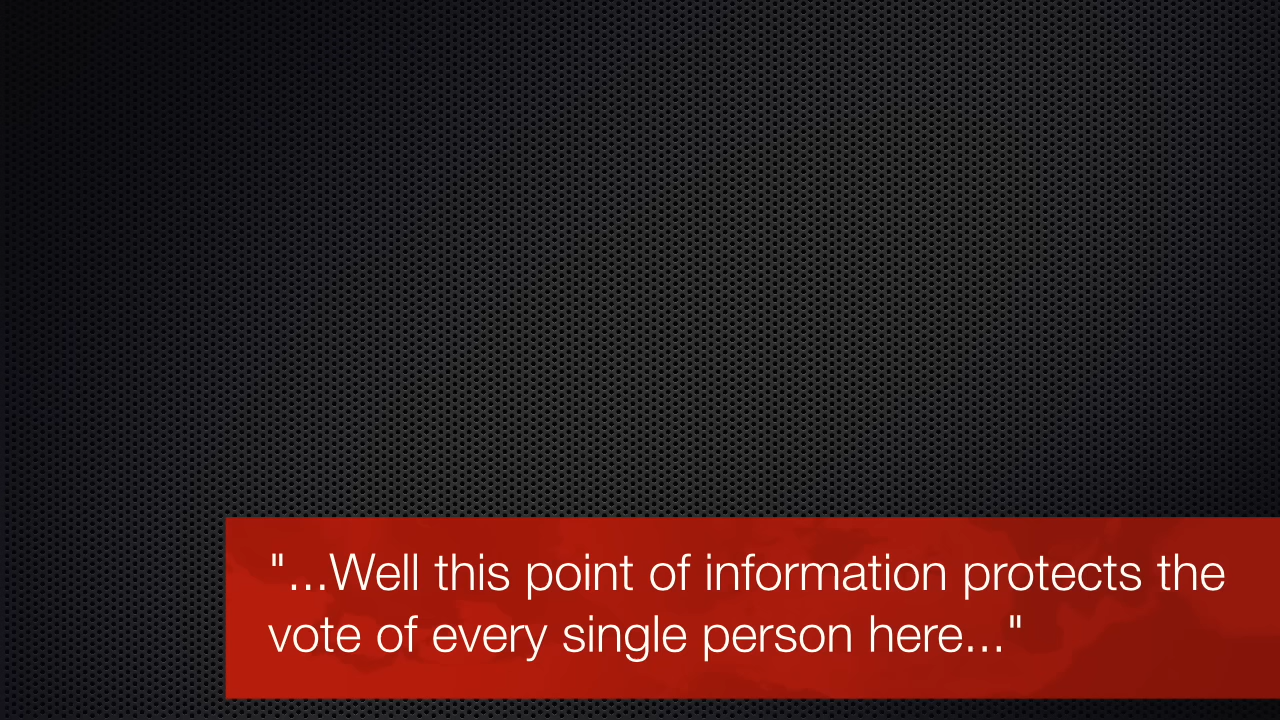 "...Well this point of information protects the
vote of every single person here..."